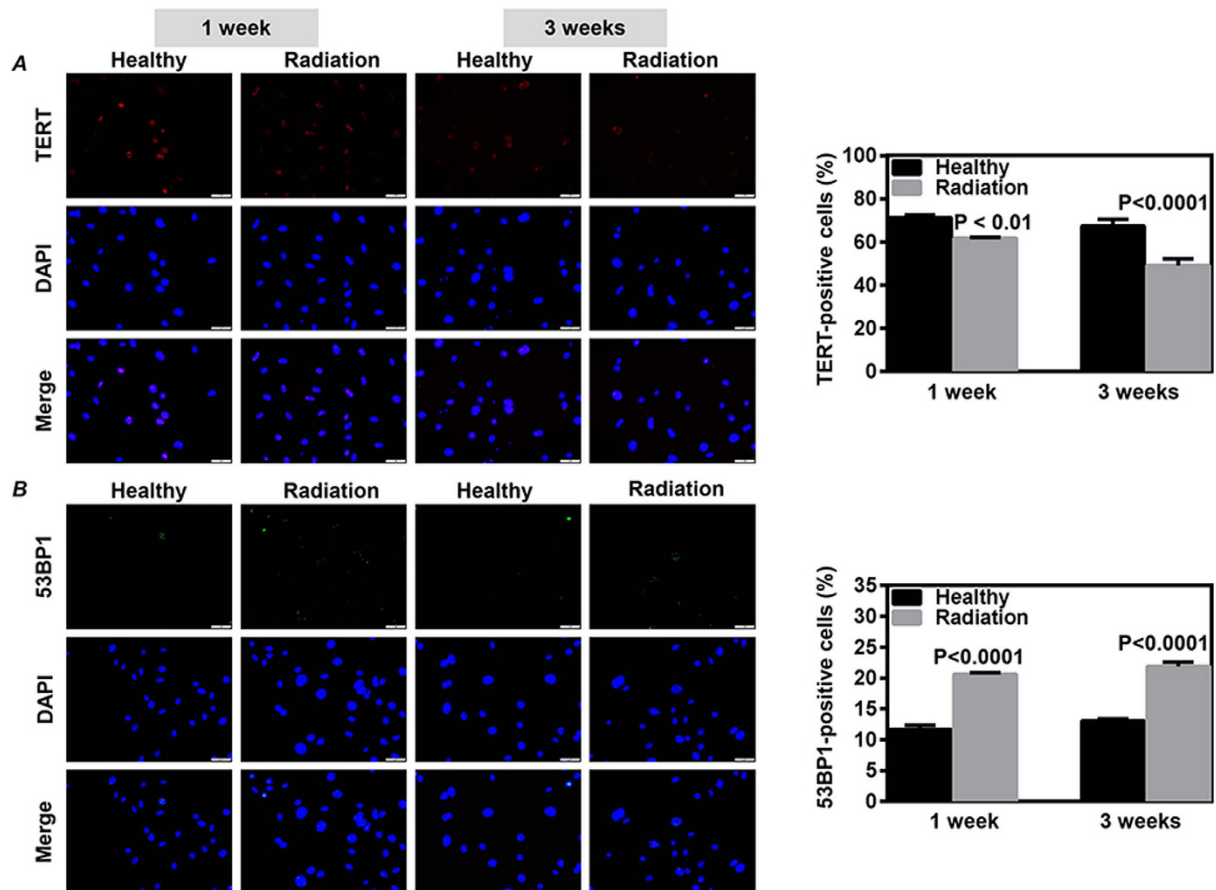 1 week
3 weeks
A
Healthy
Radiation
Healthy
Radiation
TERT
DAPI
Merge
TERT-positive cells (%)
100
80
60
40
20
0
Healthy
Radiation
P < 0.01
P<0.0001
1 week
3 weeks
B
Healthy
Radiation
Healthy
Radiation
53BP1
DAPI
Merge
53BP1-positive cells (%)
35
30
25
20
15
10
5
0
Healthy
Radiation
P<0.0001
P<0.0001
1 week
3 weeks